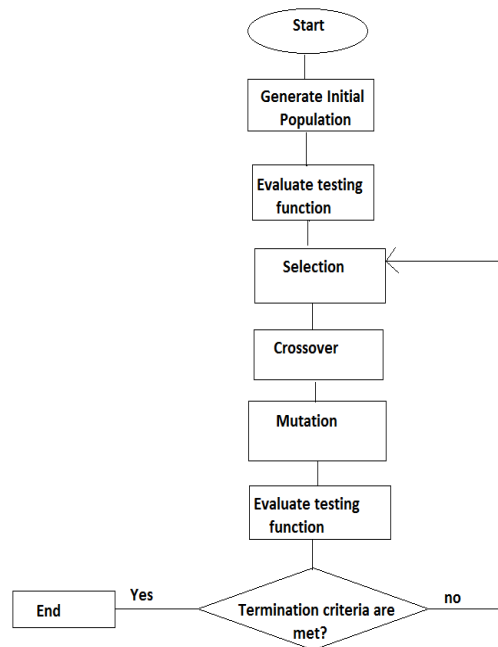 Start
Generate Initial
Population
Evaluate testing
function
Selection
Crossover
Mutation
Evaluate testing
function
Termination criteria are
met?
Yes
End
no